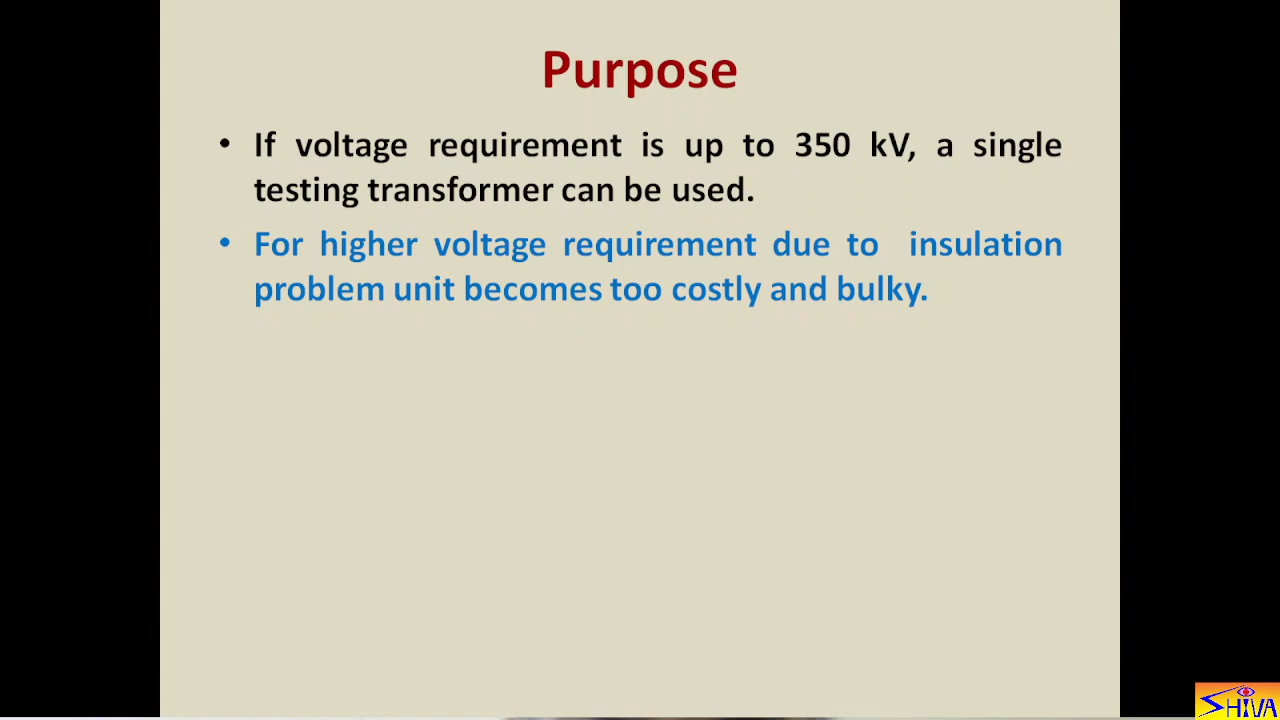 Purpose
• If voltage requirement is up to 350 kV, a single
testing transformer can be used.
• For higher voltage requirement due to insulation
problem unit becomes too costly and bulky.
SHIVA